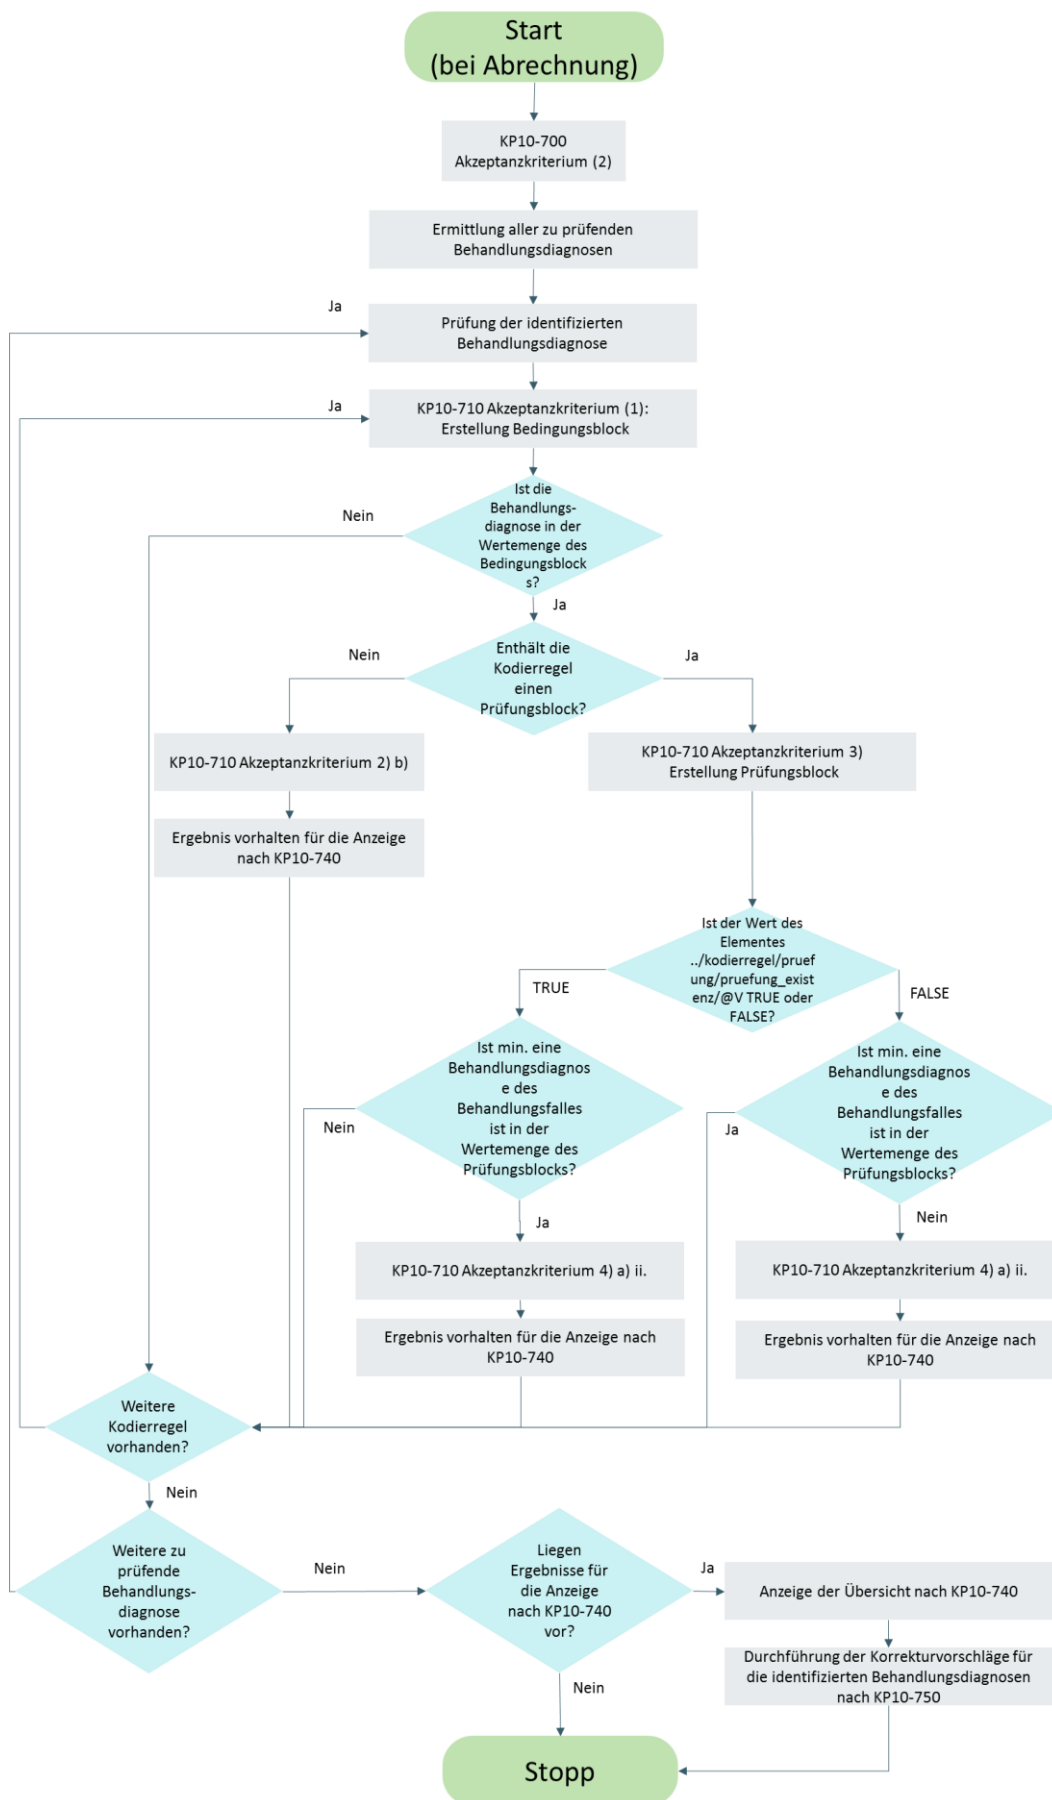 Start
(bei Abrechnung)
KP10-700
Akzeptanzkriterium (2)
Ermittlung aller zu prüfenden
Behandlungsdiagnosen
Ja
Prüfung der identifizierten
Behandlungsdiagnose
Ja
KP10-710 Akzeptanzkriterium (1):
Erstellung Bedingungsblock
Ist die
Behandlungs-
diagnose in der
Wertemenge des
Bedingungsblock
s?
Nein
Ja
Enthält die
Kodierregel
einen
Prüfungsblock?
Nein
Ja
KP10-710 Akzeptanzkriterium 2) b)
KP10-710 Akzeptanzkriterium 3)
Erstellung Prüfungsblock
Ergebnis vorhalten für die Anzeige
nach KP10-740
Ist der Wert des
Elementes
../kodierregel/pruef
ung/pruefung_exist
enz/@V TRUE oder
FALSE?
TRUE
FALSE
Ist min. eine
Behandlungsdiagnos
e des
Behandlungsfalles
ist in der
Wertemenge des
Prüfungsblocks?
Nein
Ist min. eine
Behandlungsdiagnos
e des
Behandlungsfalles
ist in der
Wertemenge des
Prüfungsblocks?
Ja
Ja
Nein
KP10-710 Akzeptanzkriterium 4) a) ii.
KP10-710 Akzeptanzkriterium 4) a) ii.
Ergebnis vorhalten für die Anzeige nach
KP10-740
Ergebnis vorhalten für die Anzeige nach
KP10-740
Weitere
Kodierregel
vorhanden?
Nein
Weitere zu
prüfende
Behandlungs-
diagnose
vorhanden?
Nein
Liegen
Ergebnisse für
die Anzeige
nach KP10-740
vor?
Ja
Anzeige der Übersicht nach KP10-740
Durchführung der Korrekturvorschläge für
die identifizierten Behandlungsdiagnosen
nach KP10-750
Nein
Stopp